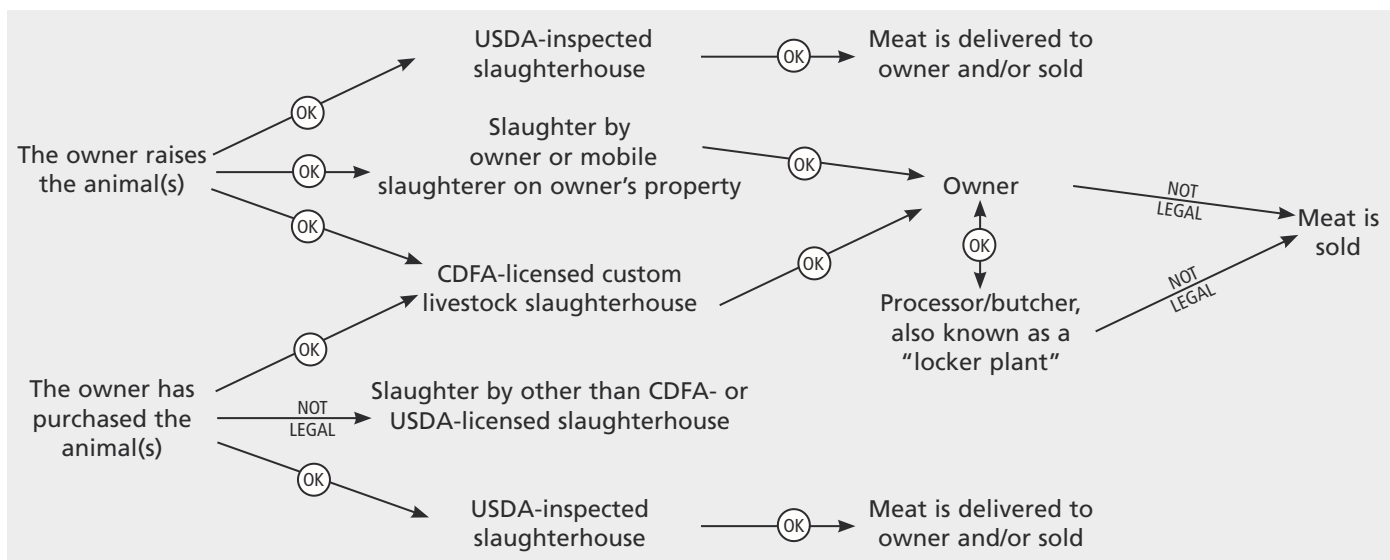 USDA-inspected
slaughterhouse
OK
Meat is delivered to
owner and/or sold
OK
The owner raises
the animal(s)
OK
Slaughter by
owner or mobile
slaughterer on owner’s property
OK
OK
CDFA-licensed custom
livestock slaughterhouse
OK
Owner
OK
Processor/butcher,
also known as a
“locker plant”
NOT
LEGAL
NOT
LEGAL
Meat is
sold
The owner has
purchased the
animal(s)
OK
NOT
LEGAL
Slaughter by other than CDFA- or
USDA-licensed slaughterhouse
OK
USDA-inspected
slaughterhouse
OK
Meat is delivered to
owner and/or sold